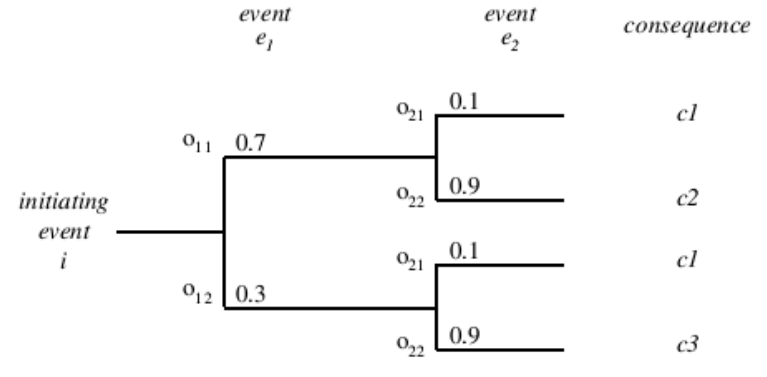 event
e1
event
e2
consequence
o21 0.1 c1
o11 0.7
o22 0.9 c2
initiating
event
i
o21 0.1 c1
o12 0.3
o22 0.9 c3